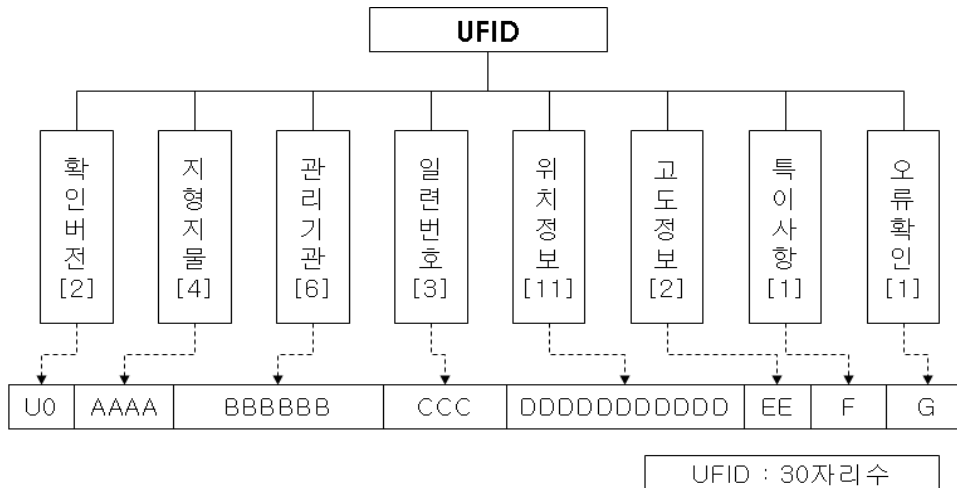 UFID
확인버전 [2]
지형지물 [4]
관리기관 [6]
일련번호 [3]
위치정보 [11]
고도정보 [2]
특이사항 [1]
오류확인 [1]
U0 AAAA BBBBBB CCC DDDDDDDDDDD EE F G
UFID : 30자리수